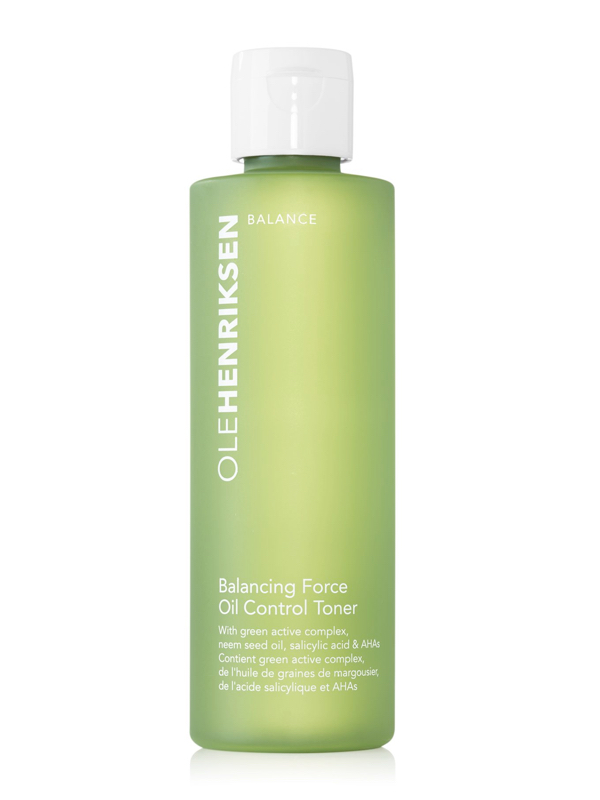 BALANCE
OLEHENRIKSEN
Balancing Force
Oil Control Toner
With green active complex,
neem seed oil, salicylic acid & AHAs
Contient green active complex,
de l'huile de graines de margousier,
de l'acide salicylique et AHAs